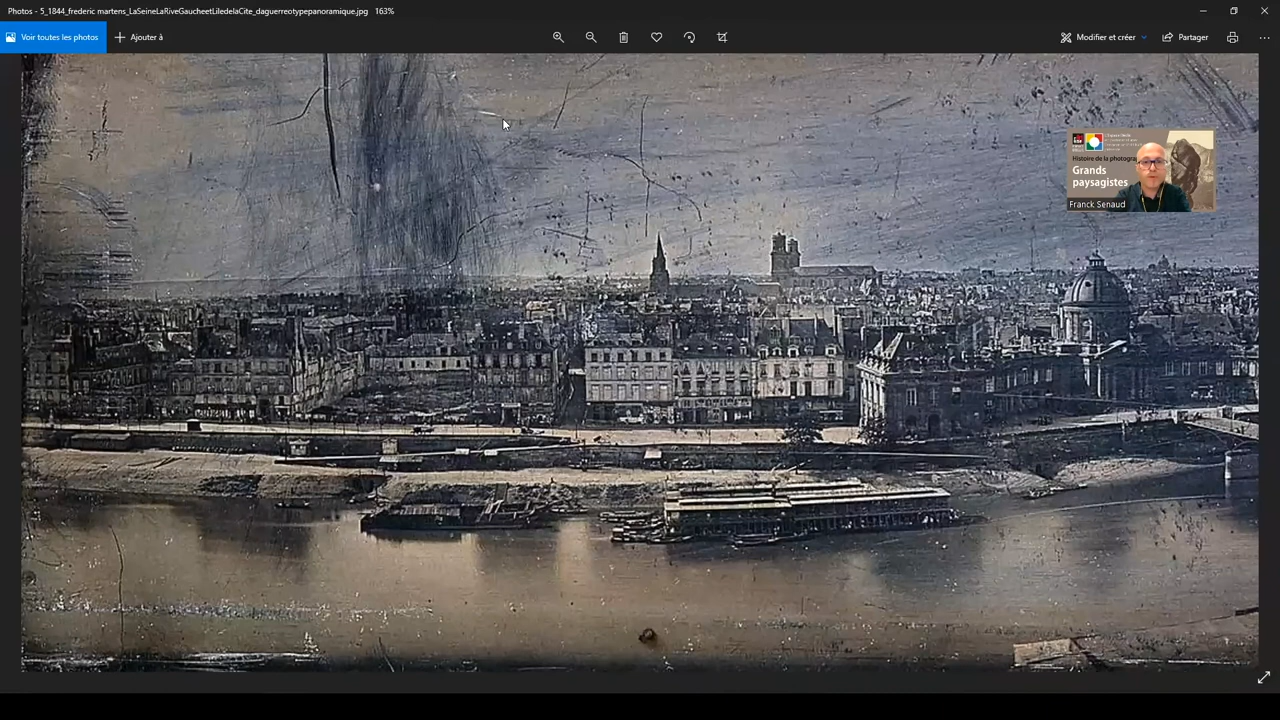 Photos - 5_1844_frederic martens_LaSeineLaRiveGaucheetLiledelaCite_daguerreotypepanoramique.jpg 163%
Voir toutes les photos
Ajouter à
Modifier et créer
Partager
Histoire de la photogra
Grands
paysagistes
Franck Senaud